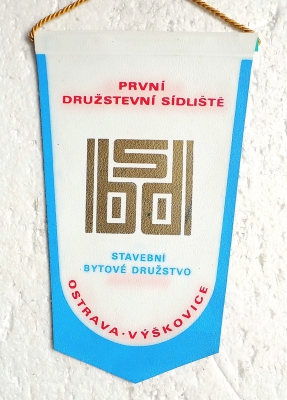 PRVNÍ
DRUŽSTEVNÍ SÍDLIŠTĚ
sbd
STAVEBNÍ
BYTOVÉ DRUŽSTVO
OSTRAVA · VÝŠKOVICE